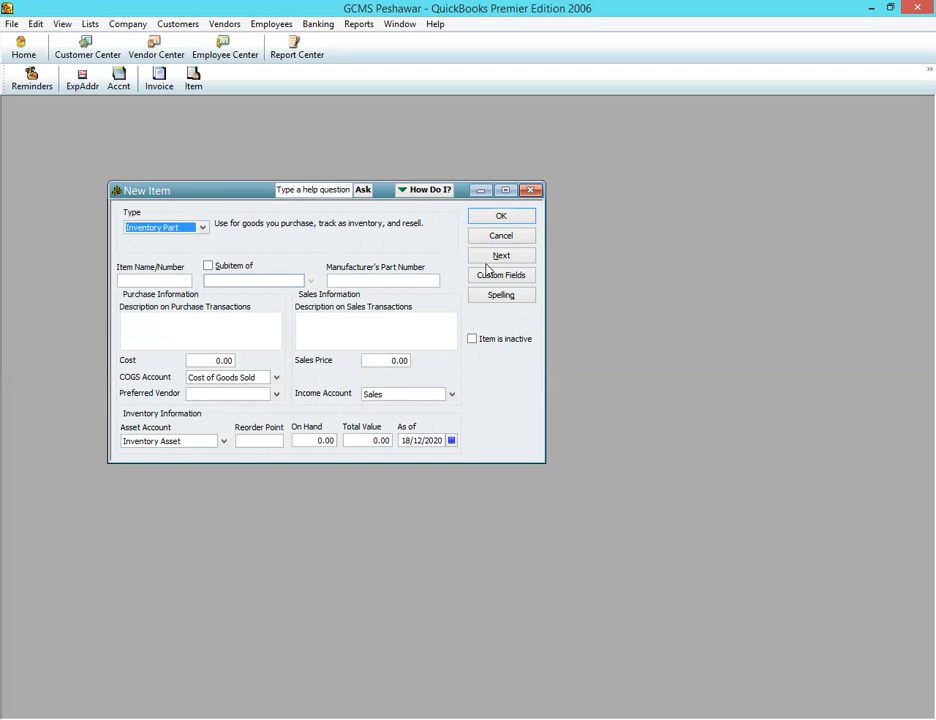 GCMS Peshawar - QuickBooks Premier Edition 2006
File Edit View Lists Company Customers Vendors Employees Banking Reports Window Help
Home Customer Center Vendor Center Employee Center Report Center
Reminders ExpAddr Accnt Invoice Item
New Item Type a help question Ask How Do I?
Type
Inventory Part Use for goods you purchase, track as inventory, and resell.
OK
Cancel
Next
Custom Fields
Spelling
Item is inactive
Item Name/Number Subitem of Manufacturer's Part Number
Purchase Information Sales Information
Description on Purchase Transactions Description on Sales Transactions
Cost 0.00 Sales Price 0.00
COGS Account Cost of Goods Sold
Preferred Vendor Income Account Sales
Inventory Information
Asset Account Reorder Point On Hand Total Value As of
Inventory Asset 0.00 0.00 18/12/2020